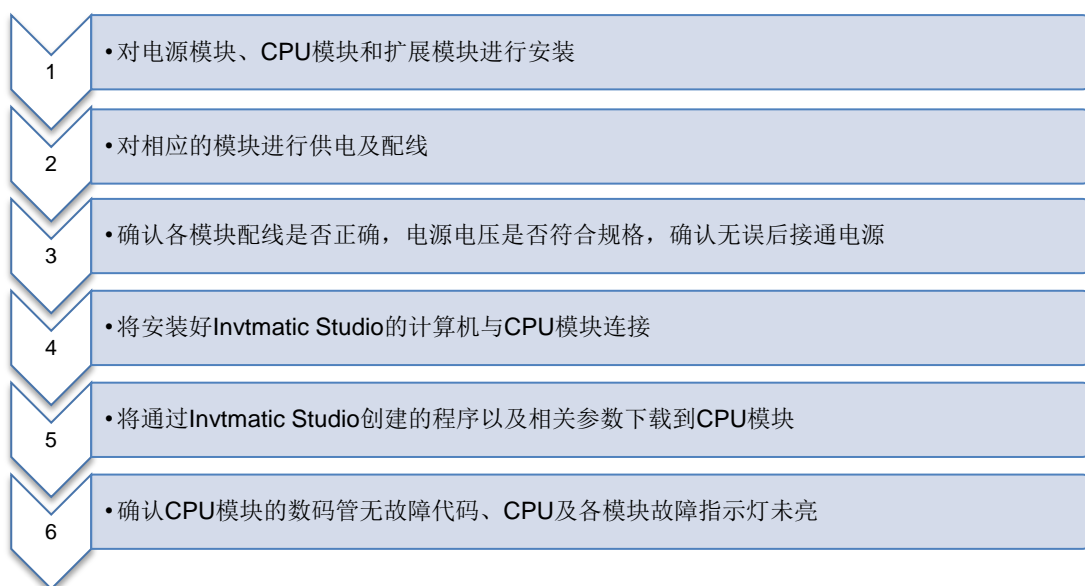 1
•对电源模块、CPU模块和扩展模块进行安装
2
•对相应的模块进行供电及配线
3
•确认各模块配线是否正确，电源电压是否符合规格，确认无误后接通电源
4
•将安装好Invtmatic Studio的计算机与CPU模块连接
5
•将通过Invtmatic Studio创建的程序以及相关参数下载到CPU模块
6
•确认CPU模块的数码管无故障代码、CPU及各模块故障指示灯未亮